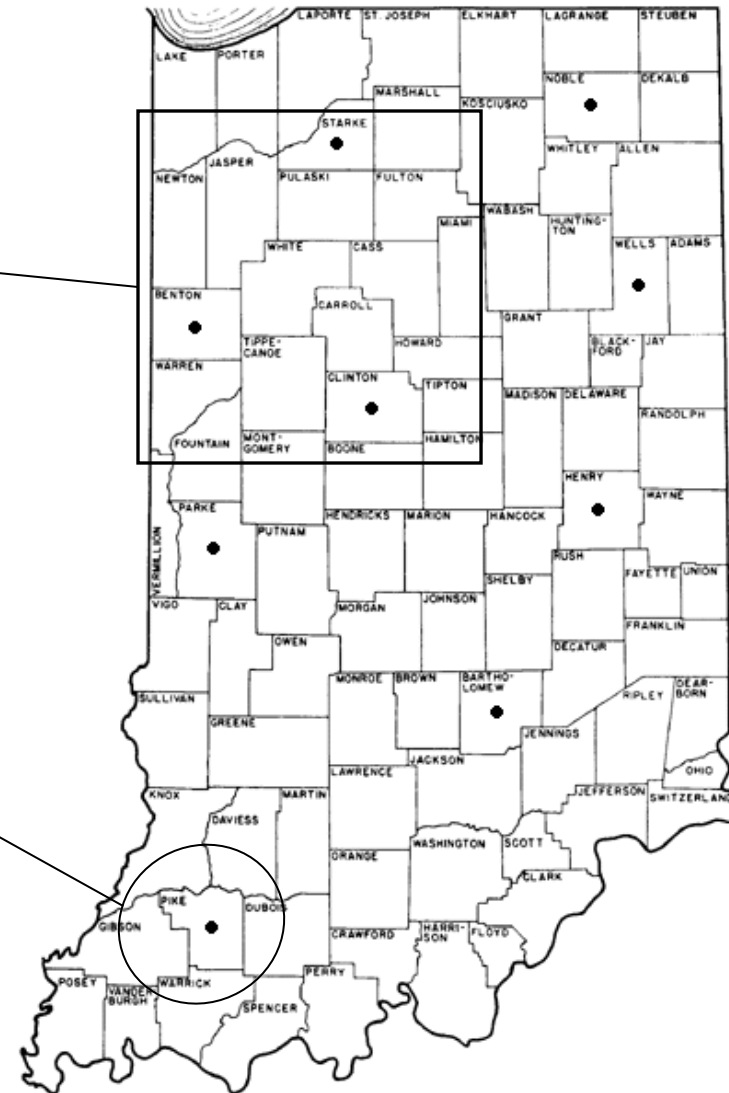 LAPORTE
ST. JOSEPH
ELKHART
LAGRANGE
STEUBEN
LAKE
PORTER
NOBLE
DEKALB
MARSHALL
KOSCIUSKO
STARKE
WHITLEY
ALLEN
JASPER
NEWTON
PULASKI
FULTON
WABASH
HUNTING-
TON
MIAMI
WELLS
ADAMS
WHITE
CASS
BENTON
CARROLL
GRANT
TIPPE-
CANOE
HOWARD
BLACK-
FORD
JAY
WARREN
CLINTON
TIPTON
MADISON
DELAWARE
RANDOLPH
FOUNTAIN
MONT-
GOMERY
BOONE
HAMILTON
HENRY
WAYNE
PARKE
HENDRICKS
MARION
HANCOCK
PUTNAM
VERMILLION
RUSH
FAYETTE
UNION
SHELBY
VIGO
CLAY
MORGAN
JOHNSON
FRANKLIN
OWEN
DECATUR
MONROE
BROWN
BARTHO-
LOMEW
DEAR-
BORN
RIPLEY
SULLIVAN
GREENE
JENNINGS
JACKSON
LAWRENCE
OHIO
KNOX
MARTIN
JEFFERSON
SWITZERLAND
DAVIESS
WASHINGTON
SCOTT
ORANGE
CLARK
PIKE
DUBOIS
GIBSON
CRAWFORD
HARRI-
SON
FLOYD
PERRY
POSEY
VANDER
BURGH
WARRICK
SPENCER